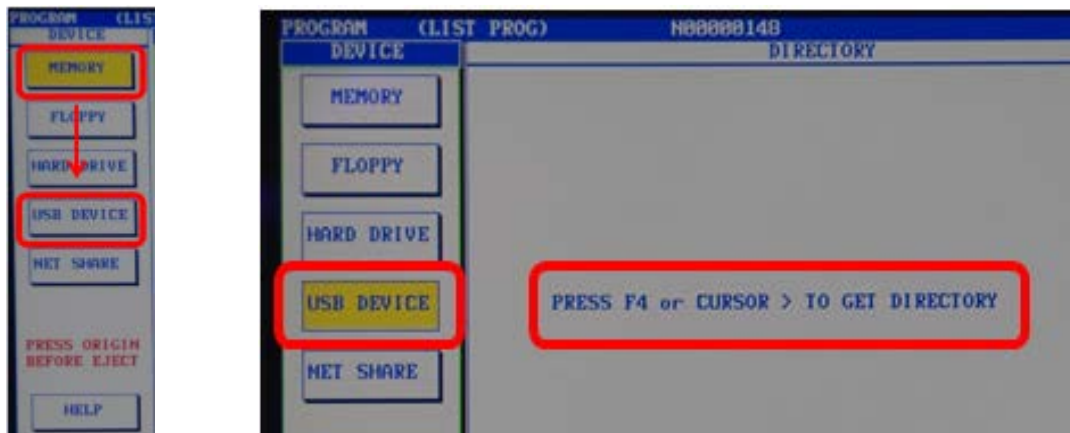 PROGRAM (LIS
DEVICE
MEMORY
FLOPPY
HARD DRIVE
USB DEVICE
NET SHARE
PRESS ORIGIN
BEFORE EJECT
HELP
PROGRAM (LIST PROG) N00000148
DEVICE
DIRECTORY
MEMORY
FLOPPY
HARD DRIVE
USB DEVICE
PRESS F4 or CURSOR > TO GET DIRECTORY
NET SHARE